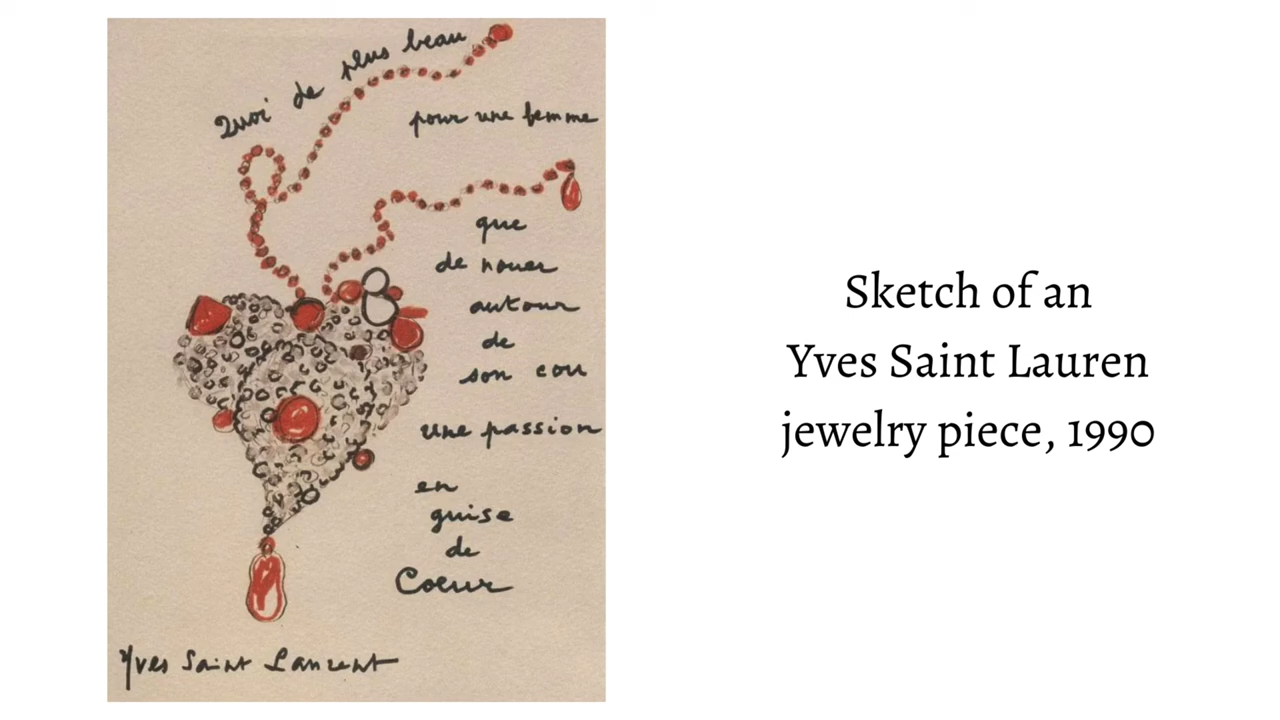 Quoi de plus beau
pour une femme
que
de nouer
autour
de
son cou
une passion
en
guise
de
Coeur
Yves Saint Laurent
Sketch of an
Yves Saint Lauren
jewelry piece, 1990